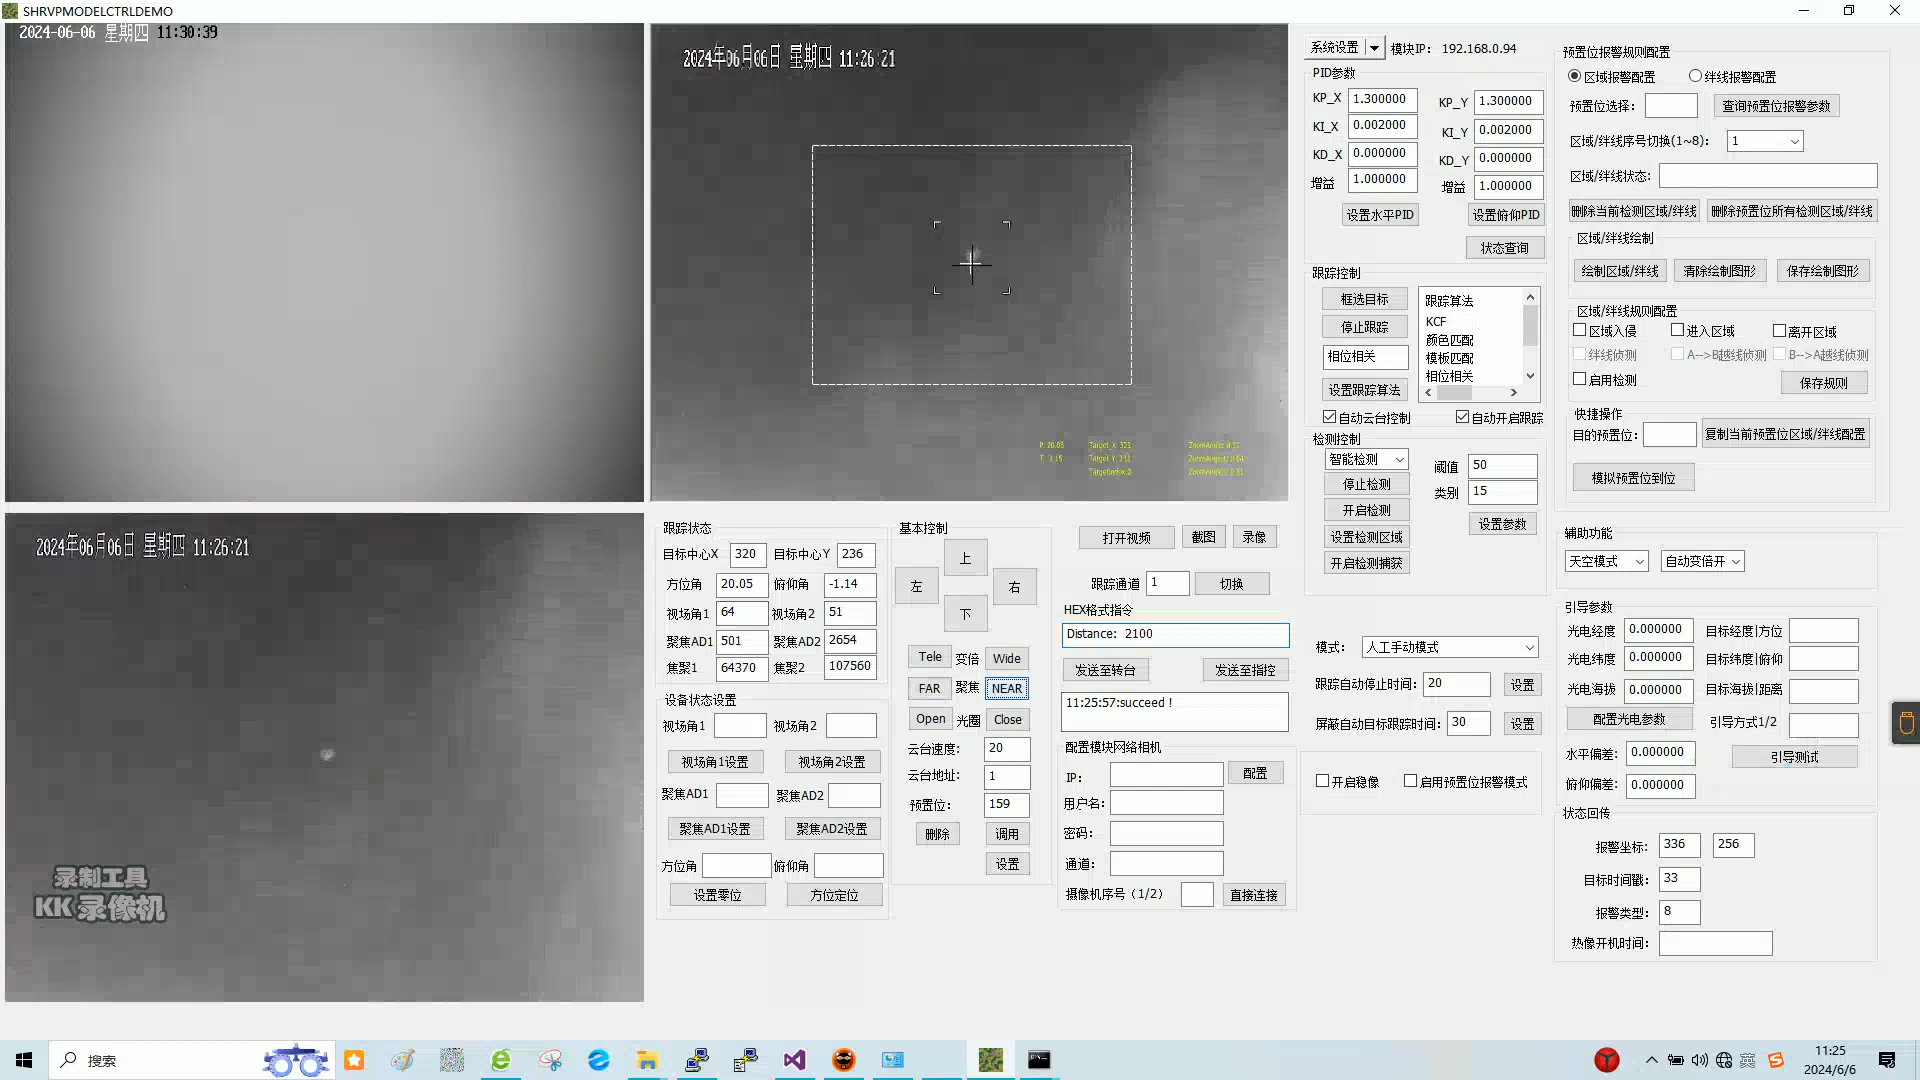 SHRVPMODELCTRLDEMO
2024-06-06 星期四 11:30:39
2024年06月06日 星期四 11:26:21
P: 20.05 Target_X: 321
Target_Y: 232
TargetIndex:0
2024年06月06日 星期四 11:26:21
录制工具
KK 录像机
跟踪状态
目标中心X 320 目标中心Y 236
方位角 20.05 俯仰角 -1.14
视场角1 64 视场角2 51
聚焦AD1 501 聚焦AD2 2654
焦聚1 64370 焦聚2 107560
设备状态设置
视场角1 视场角2
视场角1设置 视场角2设置
聚焦AD1 聚焦AD2
聚焦AD1设置 聚焦AD2设置
方位角 俯仰角
设置零位 方位定位
基本控制
上
左 右
下
Tele 变倍 Wide
FAR 聚焦 NEAR
Open 光圈 Close
云台速度: 20
云台地址: 1
预置位: 159
删除 调用
设置
打开视频 截图 录像
跟踪通道 1 切换
HEX格式指令
Distance: 2100
发送至转台 发送至指控
11:25:57:succeed！
配置模块网络相机
IP: 配置
用户名:
密码:
通道:
摄像机序号（1/2） 直接连接
系统设置 模块IP: 192.168.0.94
PID参数
KP_X 1.300000 KP_Y 1.300000
KI_X 0.002000 KI_Y 0.002000
KD_X 0.000000 KD_Y 0.000000
增益 1.000000 增益 1.000000
设置水平PID 设置俯仰PID
状态查询
跟踪控制
框选目标
停止跟踪
相位相关
设置跟踪算法
跟踪算法
KCF
颜色匹配
模板匹配
相位相关
自动云台控制 自动开启跟踪
检测控制
智能检测 阈值 50
停止检测 类别 15
开启检测
设置检测区域 设置参数
开启检测捕获
模式: 人工手动模式
跟踪自动停止时间: 20 设置
屏蔽自动目标跟踪时间: 30 设置
开启稳像 启用预置位报警模式
预置位报警规则配置
区域报警配置 绊线报警配置
预置位选择: 查询预置位报警参数
区域/绊线序号切换(1~8): 1
区域/绊线状态:
删除当前检测区域/绊线 删除预置位所有检测区域/绊线
区域/绊线绘制
绘制区域/绊线 清除绘制图形 保存绘制图形
区域/绊线规则配置
区域入侵 进入区域 离开区域
绊线侦测 A-->B越线侦测 B-->A越线侦测
启用检测 保存规则
快捷操作
目的预置位: 复制当前预置位区域/绊线配置
模拟预置位到位
辅助功能
天空模式 自动变倍开
引导参数
光电经度 0.000000 目标经度|方位
光电纬度 0.000000 目标纬度|俯仰
光电海拔 0.000000 目标海拔|距离
配置光电参数 引导方式1/2
水平偏差: 0.000000 引导测试
俯仰偏差: 0.000000
状态回传
报警坐标: 336 256
目标时间戳: 33
报警类型: 8
热像开机时间:
搜索
英
11:25
2024/6/6